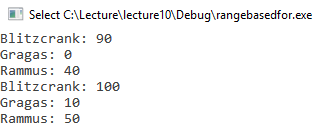 Select C:\Lecture\lecture10\Debug\rangebasedfor.exe
Blitzcrank: 90
Gragas: 0
Rammus: 40
Blitzcrank: 100
Gragas: 10
Rammus: 50